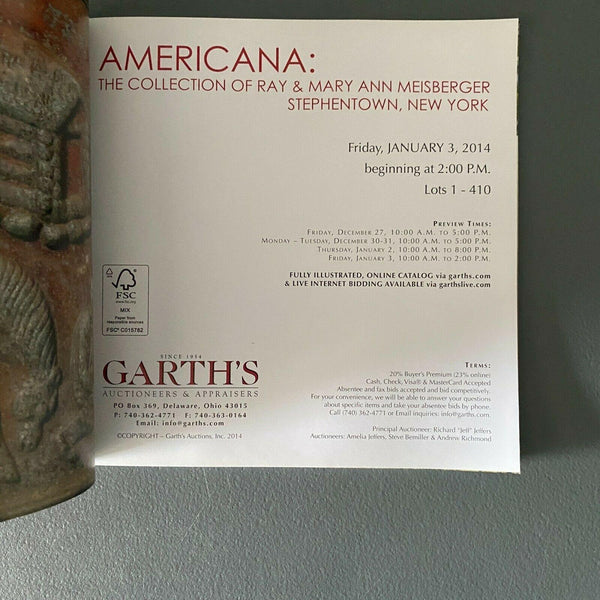 AMERICANA:
THE COLLECTION OF RAY & MARY ANN MEISBERGER
STEPHENTOWN, NEW YORK
Friday, JANUARY 3, 2014
beginning at 2:00 P.M.
Lots 1 - 410
PREVIEW TIMES:
FRIDAY, DECEMBER 27, 10:00 A.M. TO 5:00 P.M.
MONDAY – TUESDAY, DECEMBER 30-31, 10:00 A.M. TO 5:00 P.M.
THURSDAY, JANUARY 2, 10:00 A.M. TO 8:00 P.M.
FRIDAY, JANUARY 3, 10:00 A.M. TO 2:00 P.M.
FULLY ILLUSTRATED, ONLINE CATALOG via garths.com
& LIVE INTERNET BIDDING AVAILABLE via garthslive.com
FSC
www.fsc.org
MIX
Paper from
responsible sources
FSC® C015782
SINCE 1954
GARTH'S
AUCTIONEERS & APPRAISERS
PO Box 369, Delaware, Ohio 43015
P: 740-362-4771 F: 740-363-0164
Email: info@garths.com
©COPYRIGHT – Garth's Auctions, Inc. 2014
TERMS:
20% Buyer's Premium (23% online)
Cash, Check, Visa® & MasterCard Accepted
Absentee and fax bids accepted and bid competitively.
For your convenience, we will be able to answer your questions
about specific items and take your absentee bids by phone.
Call (740) 362-4771 or Email inquiries: info@garths.com.
Principal Auctioneer: Richard "Jeff" Jeffers
Auctioneers: Amelia Jeffers, Steve Bemiller & Andrew Richmond